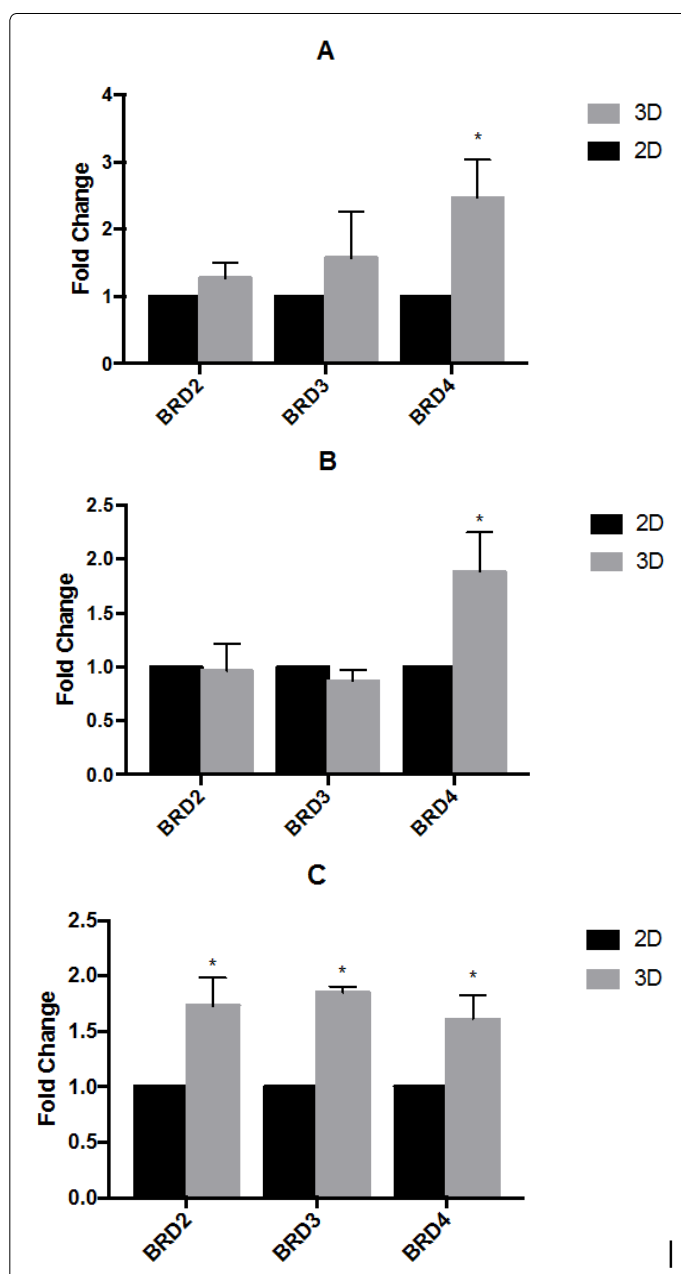 A
Fold Change
4
3
2
1
0
*
BRD2
BRD3
BRD4
3D
2D
B
Fold Change
2.5
2.0
1.5
1.0
0.5
0.0
*
BRD2
BRD3
BRD4
2D
3D
C
Fold Change
2.5
2.0
1.5
1.0
0.5
0.0
*
*
*
BRD2
BRD3
BRD4
2D
3D